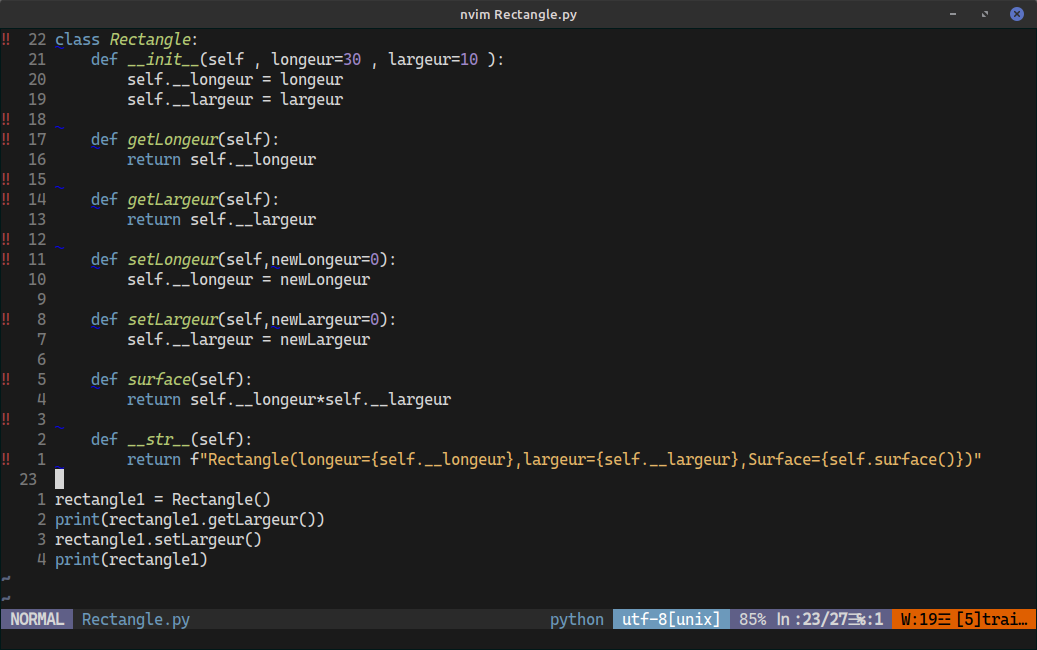 nvim Rectangle.py
!! 22 class Rectangle:
21     def __init__(self , longeur=30 , largeur=10 ):
20         self.__longeur = longeur
19         self.__largeur = largeur
!! 18
!! 17     def getLongeur(self):
16         return self.__longeur
!! 15
!! 14     def getLargeur(self):
13         return self.__largeur
!! 12
!! 11     def setLongeur(self,newLongeur=0):
10         self.__longeur = newLongeur
9
!! 8     def setLargeur(self,newLargeur=0):
7         self.__largeur = newLargeur
6
!! 5     def surface(self):
4         return self.__longeur*self.__largeur
!! 3
2     def __str__(self):
!! 1         return f"Rectangle(longeur={self.__longeur},largeur={self.__largeur},Surface={self.surface()})"
23
1 rectangle1 = Rectangle()
2 print(rectangle1.getLargeur())
3 rectangle1.setLargeur()
4 print(rectangle1)
~
~
NORMAL Rectangle.py python utf-8[unix] 85% ln :23/27☰%:1 W:19☰ [5]trai…